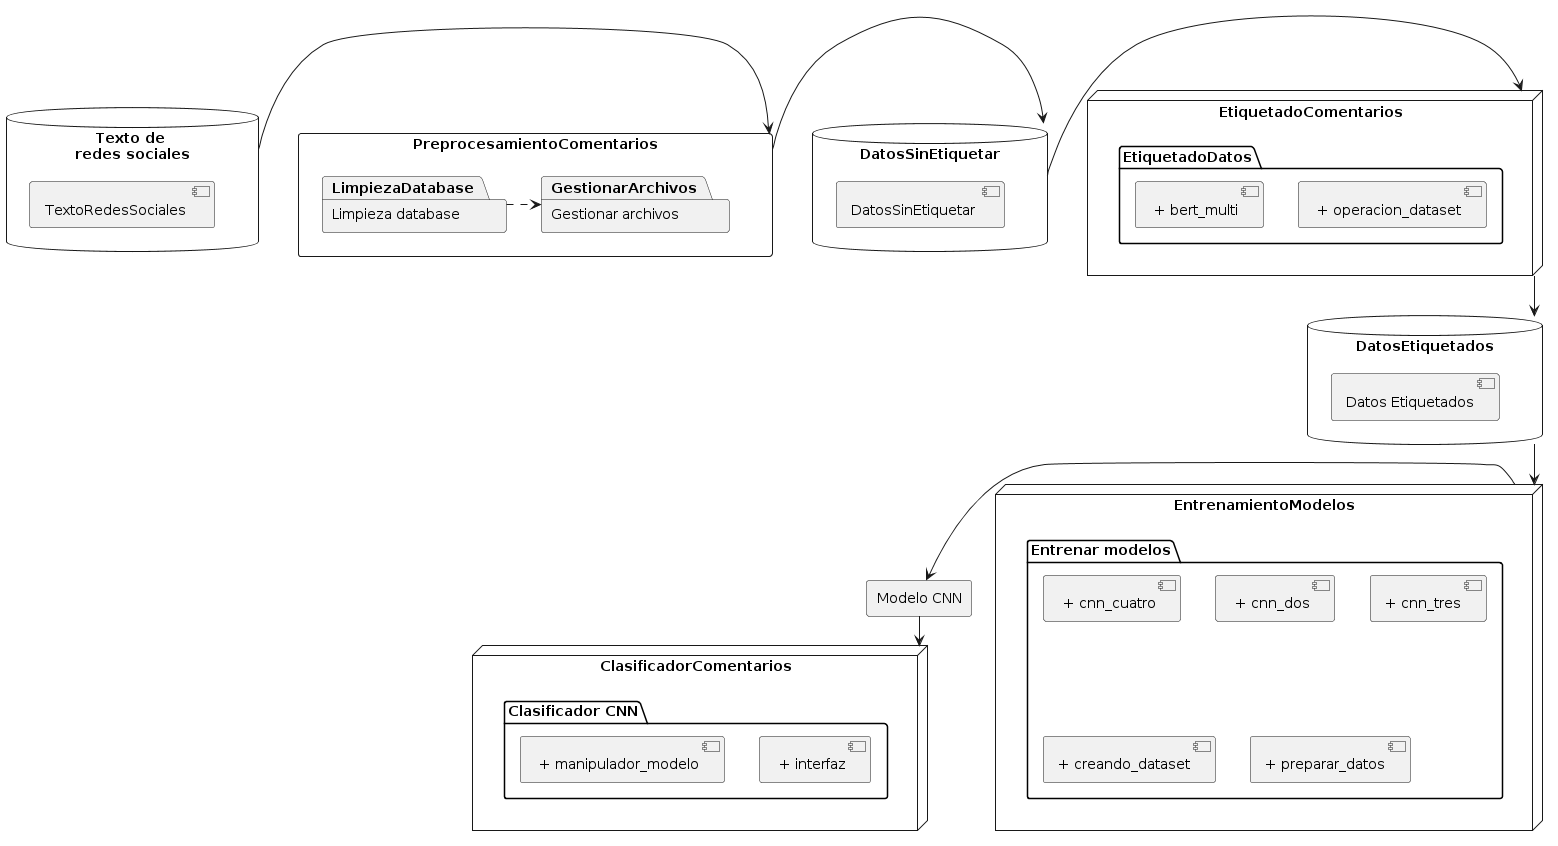 Texto de
redes sociales
TextoRedesSociales
PreprocesamientoComentarios
LimpiezaDatabase
Limpieza database
GestionarArchivos
Gestionar archivos
DatosSinEtiquetar
DatosSinEtiquetar
EtiquetadoComentarios
EtiquetadoDatos
+ bert_multi
+ operacion_dataset
DatosEtiquetados
Datos Etiquetados
EntrenamientoModelos
Entrenar modelos
+ cnn_cuatro
+ cnn_dos
+ cnn_tres
+ creando_dataset
+ preparar_datos
Modelo CNN
ClasificadorComentarios
Clasificador CNN
+ manipulador_modelo
+ interfaz